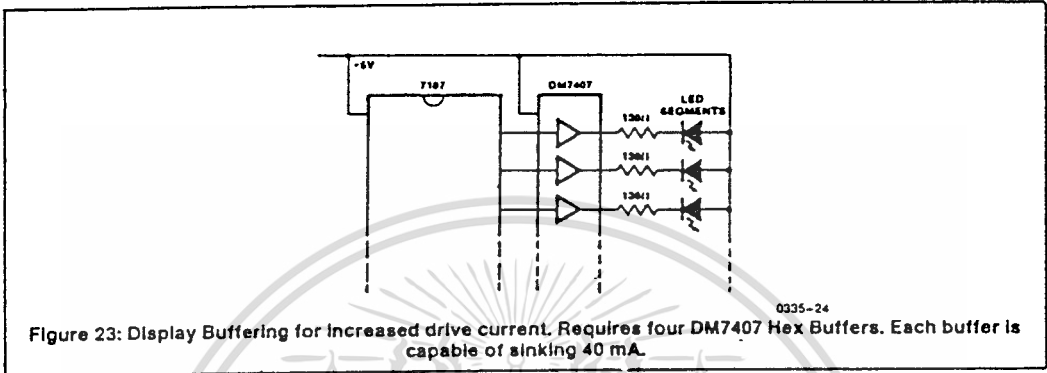 +5V
7107
DM7407
LED
SEGMENTS
130Ω
130Ω
130Ω
0335-24
Figure 23: Display Buffering for increased drive current. Requires four DM7407 Hex Buffers. Each buffer is
capable of sinking 40 mA.